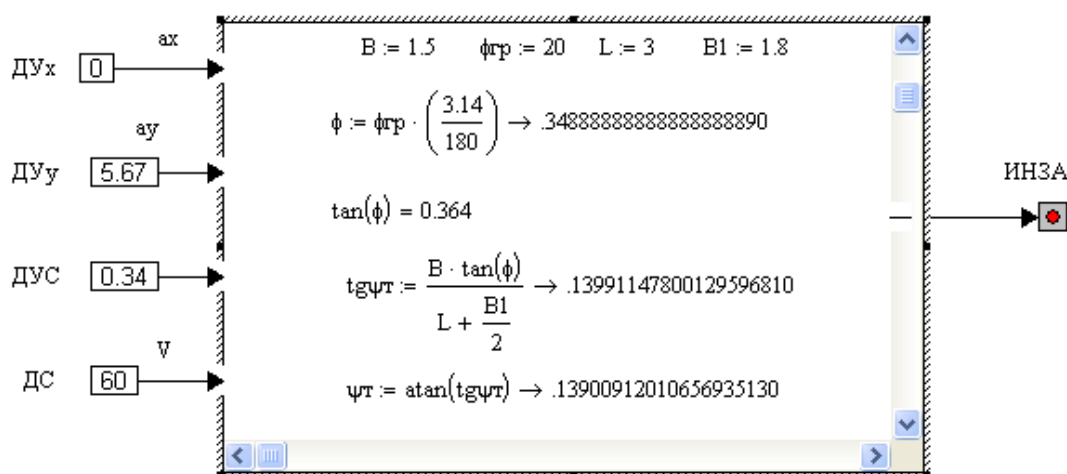 ax
ДУх 0
B := 1.5 ϕгр := 20 L := 3 B1 := 1.8
ϕ := ϕгр · (3.14/180) → .34888888888888888890
ay
ДУу 5.67
tan(ϕ) = 0.364
ИНЗА
ДУС 0.34
tgψт := B · tan(ϕ) / (L + B1/2) → .13991147800129596810
V
ДС 60
ψт := atan(tgψт) → .13900912010656935130